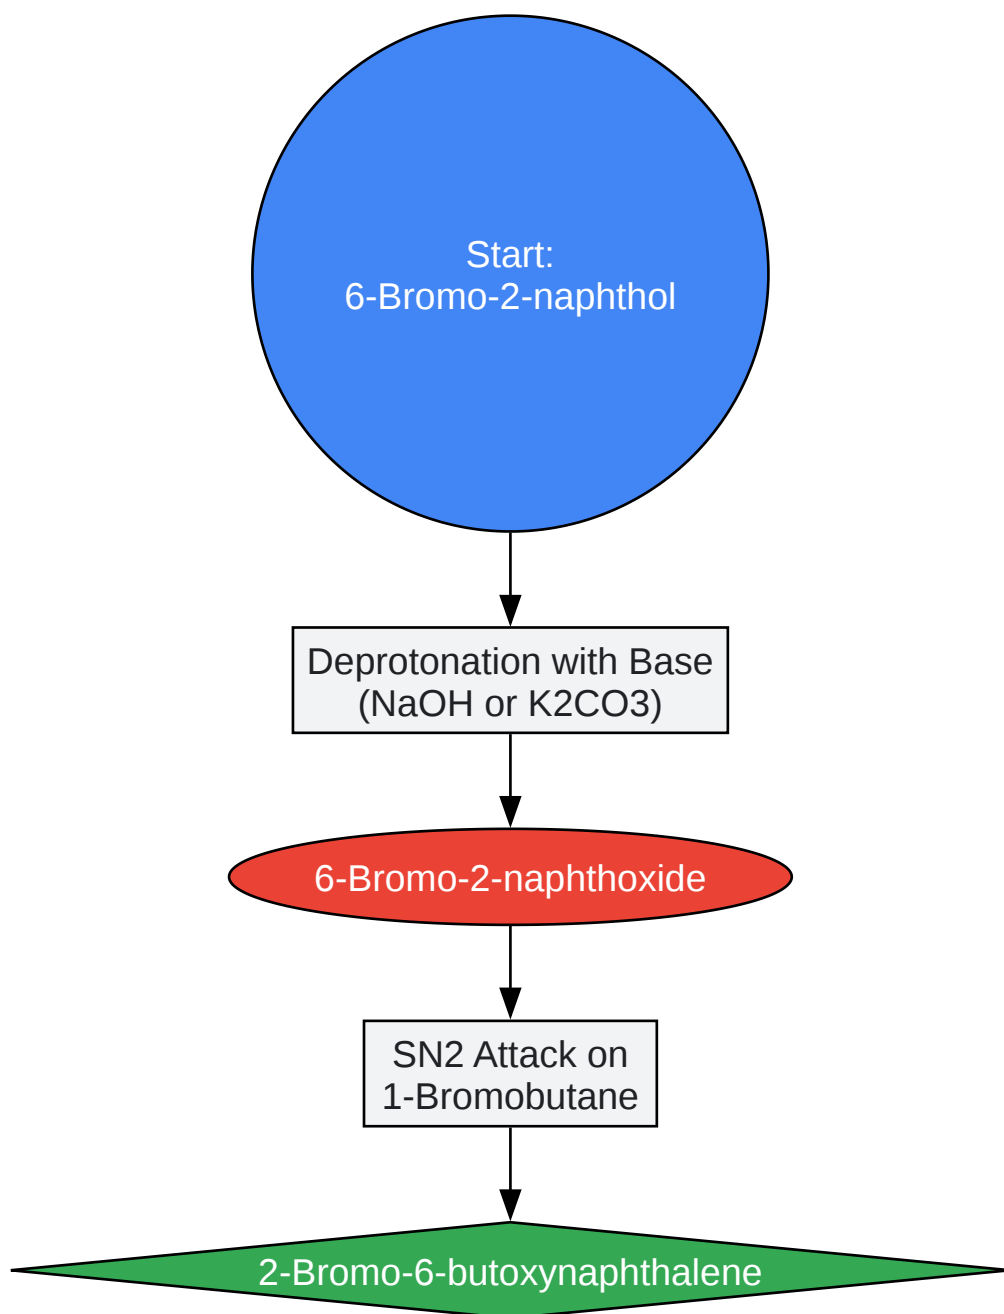 Start:
6-Bromo-2-naphthol
Deprotonation with Base
(NaOH or K2CO3)
6-Bromo-2-naphthoxide
SN2 Attack on
1-Bromobutane
2-Bromo-6-butoxynaphthalene